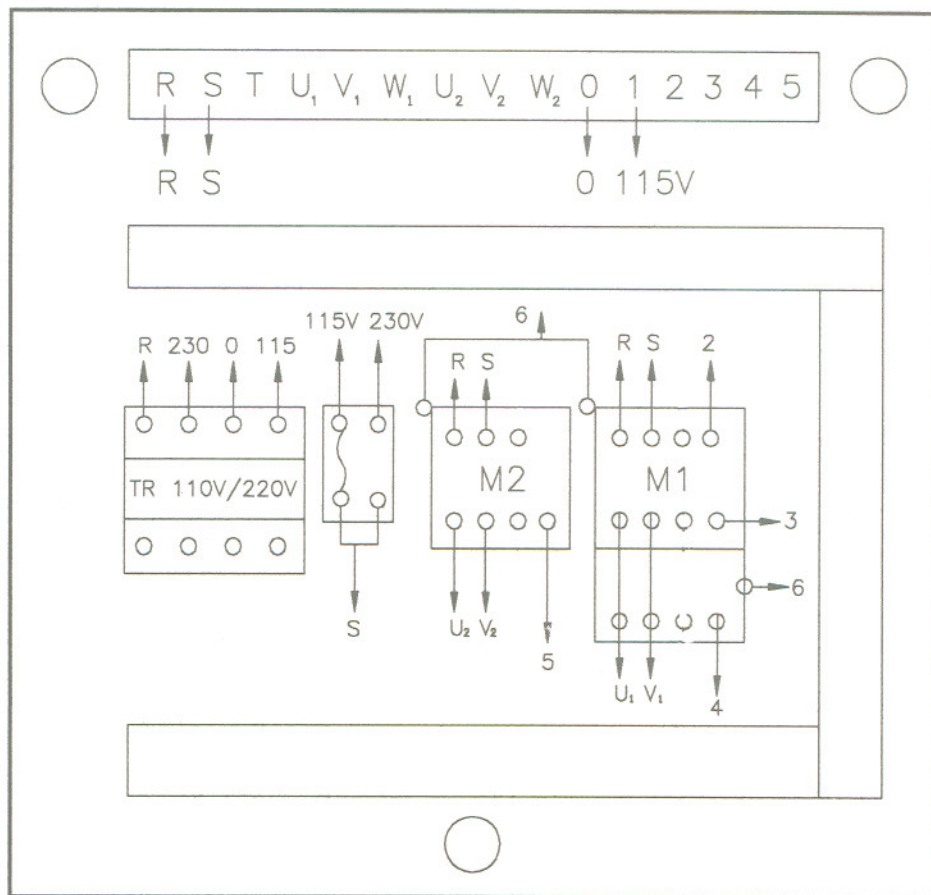 R S T U₁ V₁ W₁ U₂ V₂ W₂ 0 1 2 3 4 5
R S 0 115V
6
115V 230V
R 230 0 115
R S
R S 2
TR 110V/220V
M2
M1
3
6
S
U₂ V₂
5
U₁ V₁
4